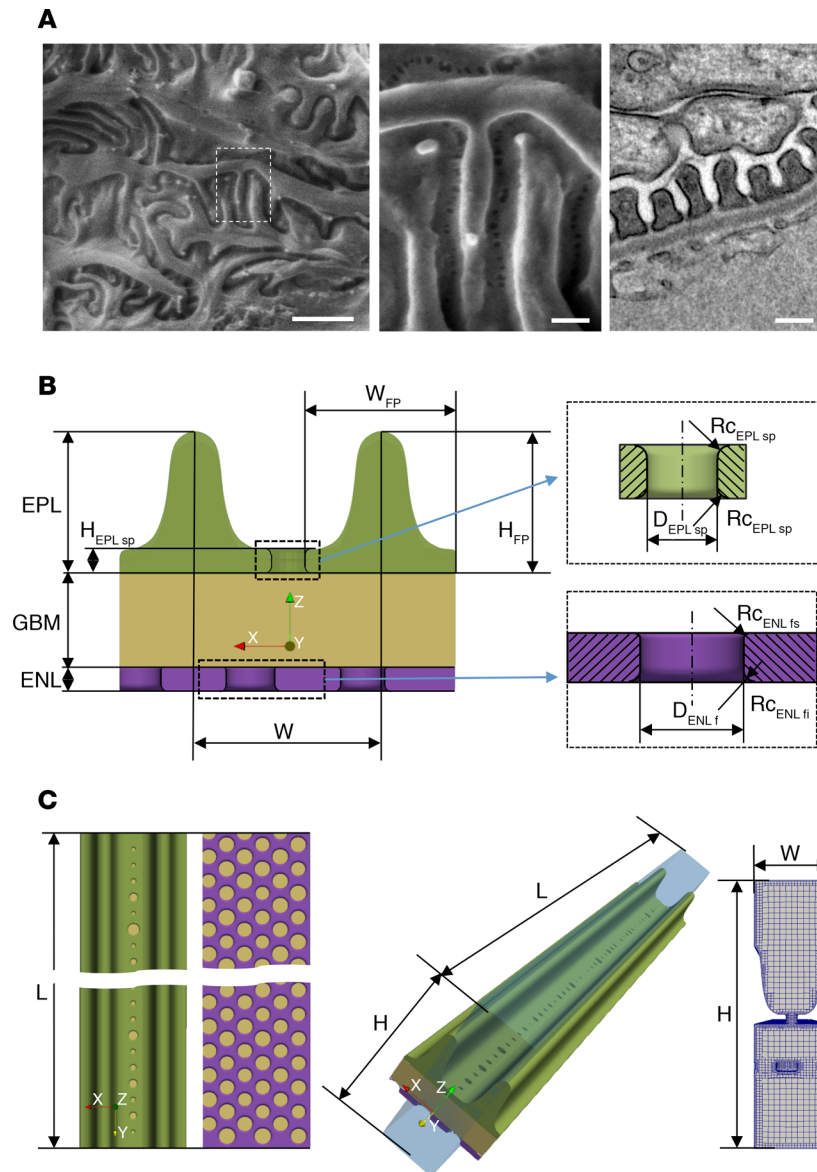 A
B
W FP
EPL
H EPL sp
H FP
GBM
Z
X
Y
ENL
W
Rc EPL sp
D EPL sp
Rc EPL sp
Rc ENL fs
D ENL f
Rc ENL fi
C
L
X
Z
Y
L
H
X
Z
Y
W
H